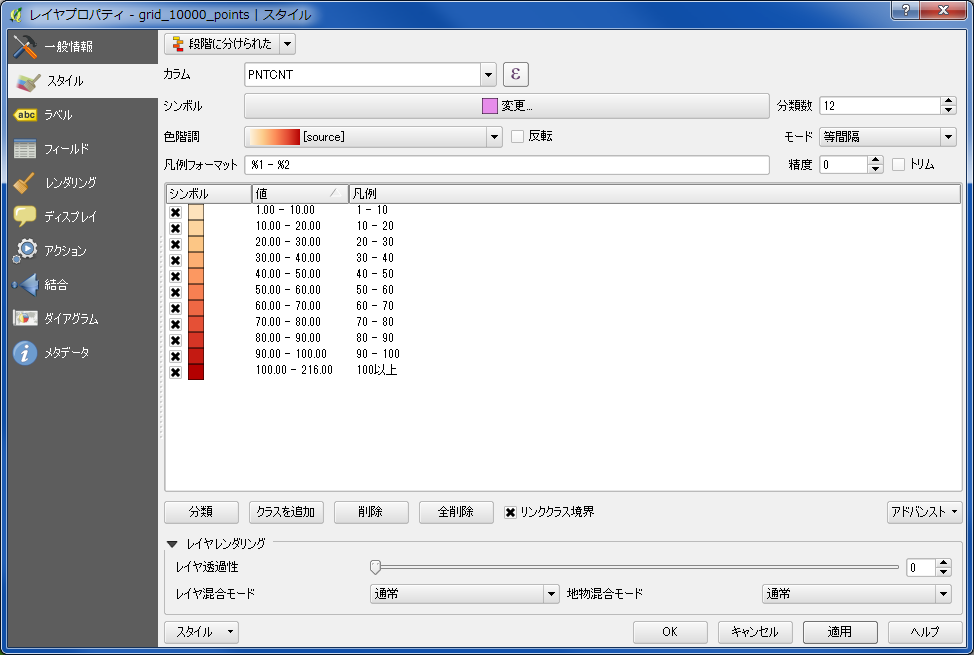 レイヤプロパティ - grid_10000_points | スタイル
?
一般情報
スタイル
abc ラベル
フィールド
レンダリング
ディスプレイ
アクション
結合
ダイアグラム
i メタデータ
段階に分けられた
カラム PNTCNT ε
シンボル 変更... 分類数 12
色階調 [source] 反転 モード 等間隔
凡例フォーマット %1 - %2 精度 0 トリム
シンボル 値 凡例
1.00 - 10.00 1 - 10
10.00 - 20.00 10 - 20
20.00 - 30.00 20 - 30
30.00 - 40.00 30 - 40
40.00 - 50.00 40 - 50
50.00 - 60.00 50 - 60
60.00 - 70.00 60 - 70
70.00 - 80.00 70 - 80
80.00 - 90.00 80 - 90
90.00 - 100.00 90 - 100
100.00 - 216.00 100以上
分類 クラスを追加 削除 全削除 リンククラス境界 アドバンスト
レイヤレンダリング
レイヤ透過性 0
レイヤ混合モード 通常 地物混合モード 通常
スタイル OK キャンセル 適用 ヘルプ